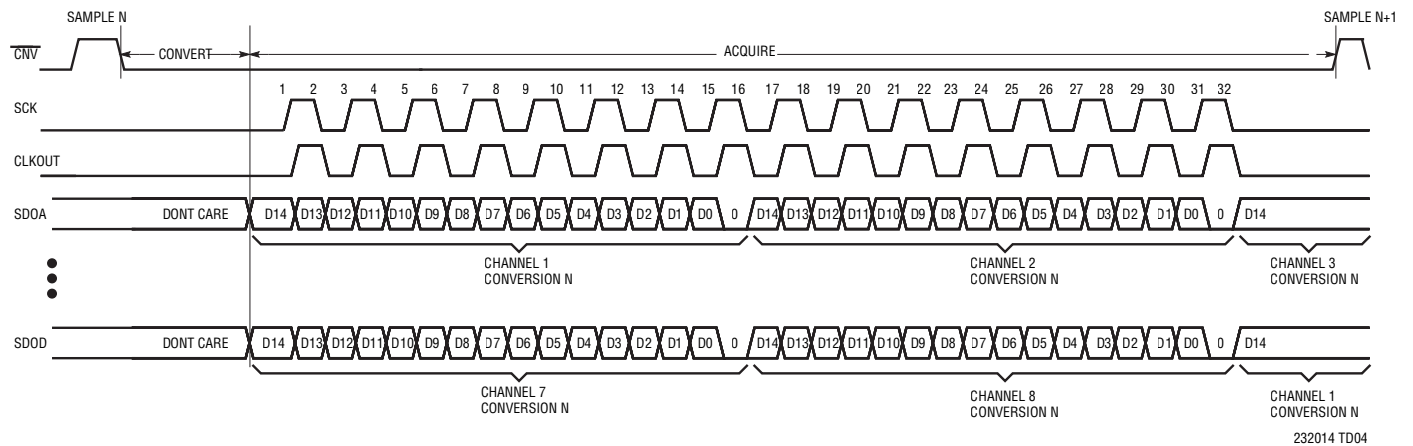 SAMPLE N SAMPLE N+1
CNV CONVERT ACQUIRE
1 2 3 4 5 6 7 8 9 10 11 12 13 14 15 16 17 18 19 20 21 22 23 24 25 26 27 28 29 30 31 32
SCK
CLKOUT
SDOA DONT CARE D14 D13 D12 D11 D10 D9 D8 D7 D6 D5 D4 D3 D2 D1 D0 0 D14 D13 D12 D11 D10 D9 D8 D7 D6 D5 D4 D3 D2 D1 D0 0 D14
CHANNEL 1 CHANNEL 2 CHANNEL 3
CONVERSION N CONVERSION N CONVERSION N
SDOD DONT CARE D14 D13 D12 D11 D10 D9 D8 D7 D6 D5 D4 D3 D2 D1 D0 0 D14 D13 D12 D11 D10 D9 D8 D7 D6 D5 D4 D3 D2 D1 D0 0 D14
CHANNEL 7 CHANNEL 8 CHANNEL 1
CONVERSION N CONVERSION N CONVERSION N
232014 TD04